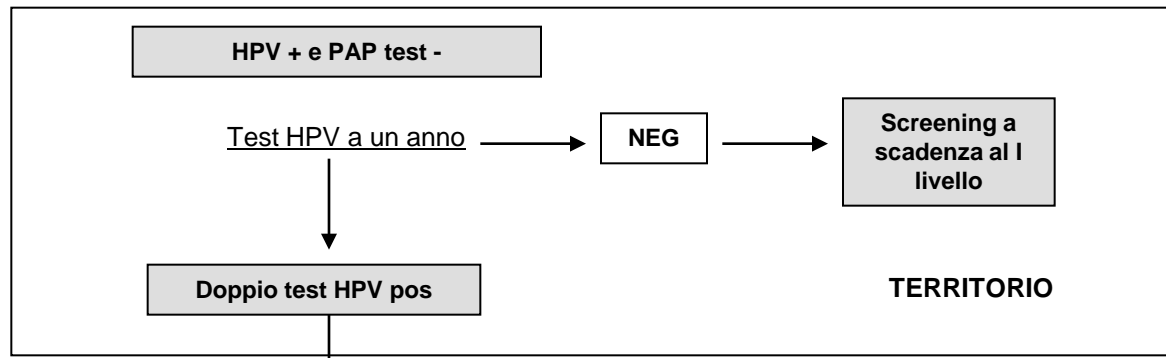 HPV + e PAP test -
Test HPV a un anno
NEG
Screening a
scadenza al I
livello
Doppio test HPV pos
TERRITORIO